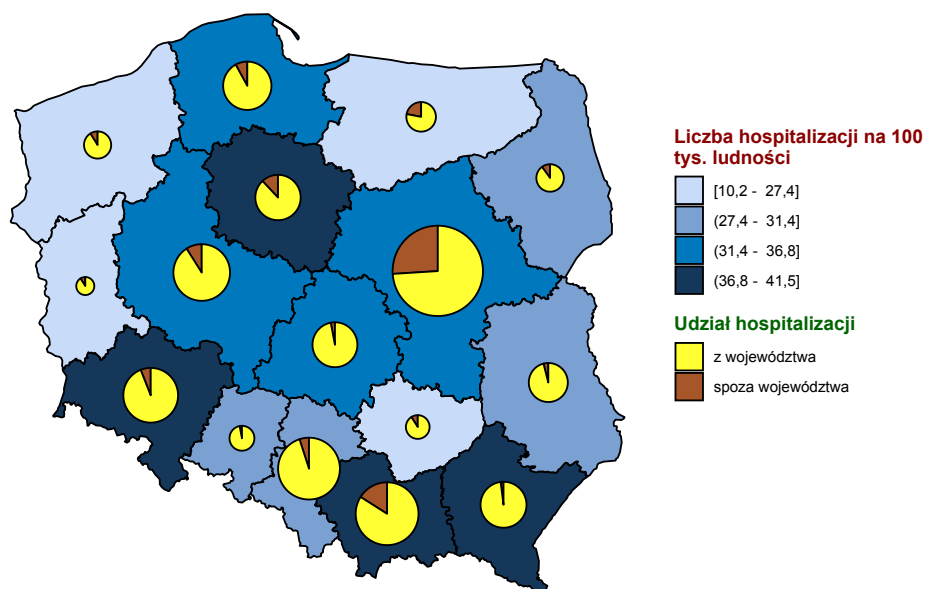 Liczba hospitalizacji na 100
tys. ludności
[10,2 - 27,4]
(27,4 - 31,4]
(31,4 - 36,8]
(36,8 - 41,5]
Udział hospitalizacji
z województwa
spoza województwa